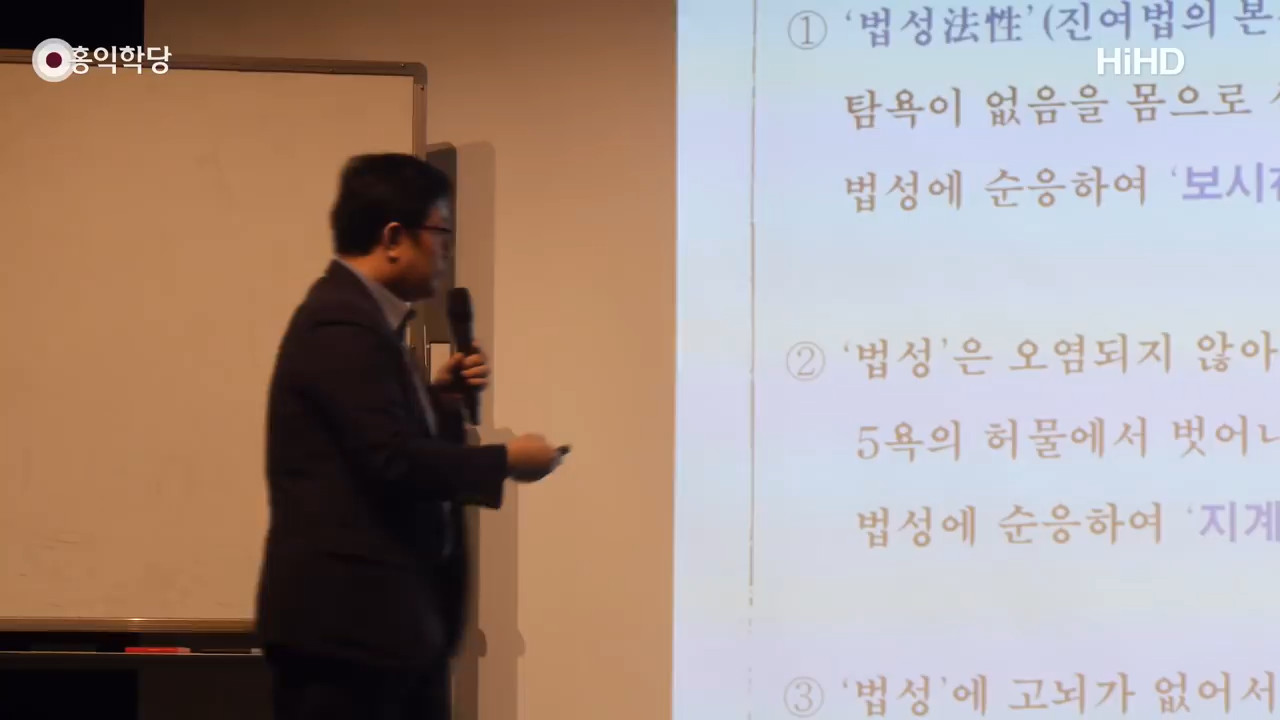 홍익학당
HiHD
① ‘법성法性’(진여법의 본
탐욕이 없음을 몸으로
법성에 순응하여 ‘보시
② ‘법성’은 오염되지 않아
5욕의 허물에서 벗어나
법성에 순응하여 ‘지계
③ ‘법성’에 고뇌가 없어서